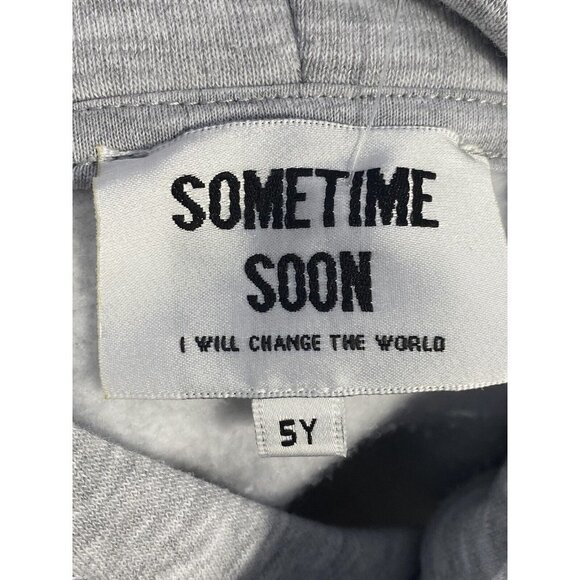 SOMETIME
SOON
I WILL CHANGE THE WORLD
5Y